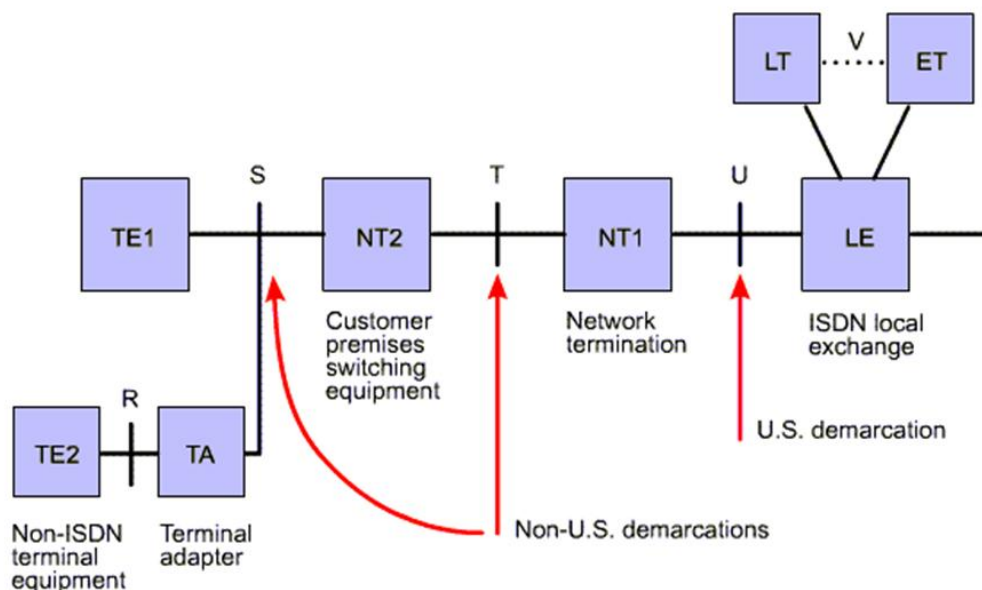 LT
V
ET
S
T
U
TE1
NT2
NT1
LE
Customer
premises
switching
equipment
Network
termination
ISDN local
exchange
R
TE2
TA
U.S. demarcation
Non-ISDN
terminal
equipment
Terminal
adapter
Non-U.S. demarcations